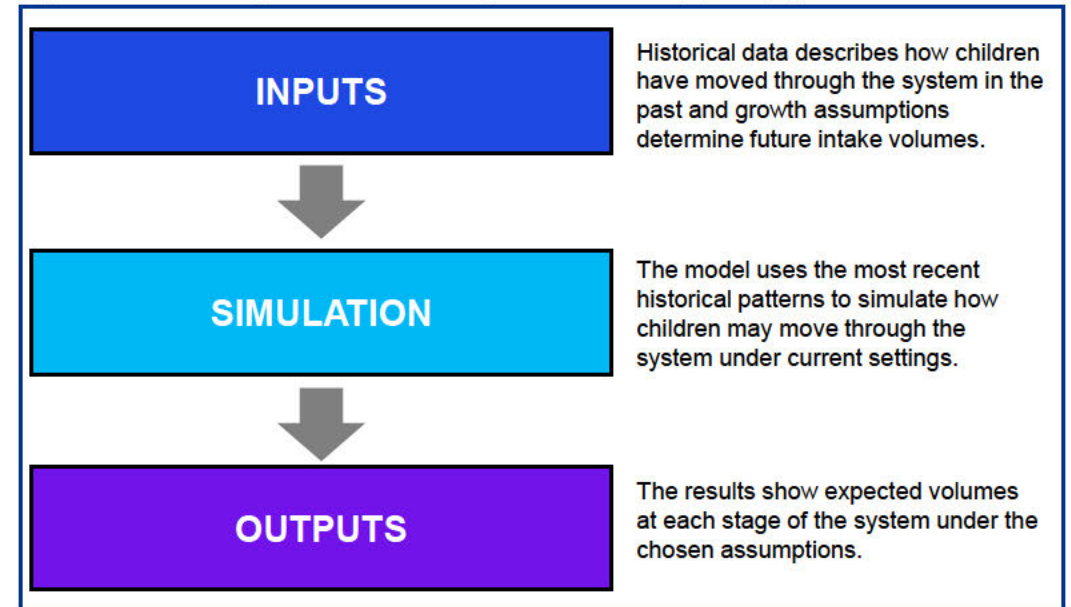 INPUTS
Historical data describes how children
have moved through the system in the
past and growth assumptions
determine future intake volumes.
SIMULATION
The model uses the most recent
historical patterns to simulate how
children may move through the
system under current settings.
OUTPUTS
The results show expected volumes
at each stage of the system under the
chosen assumptions.